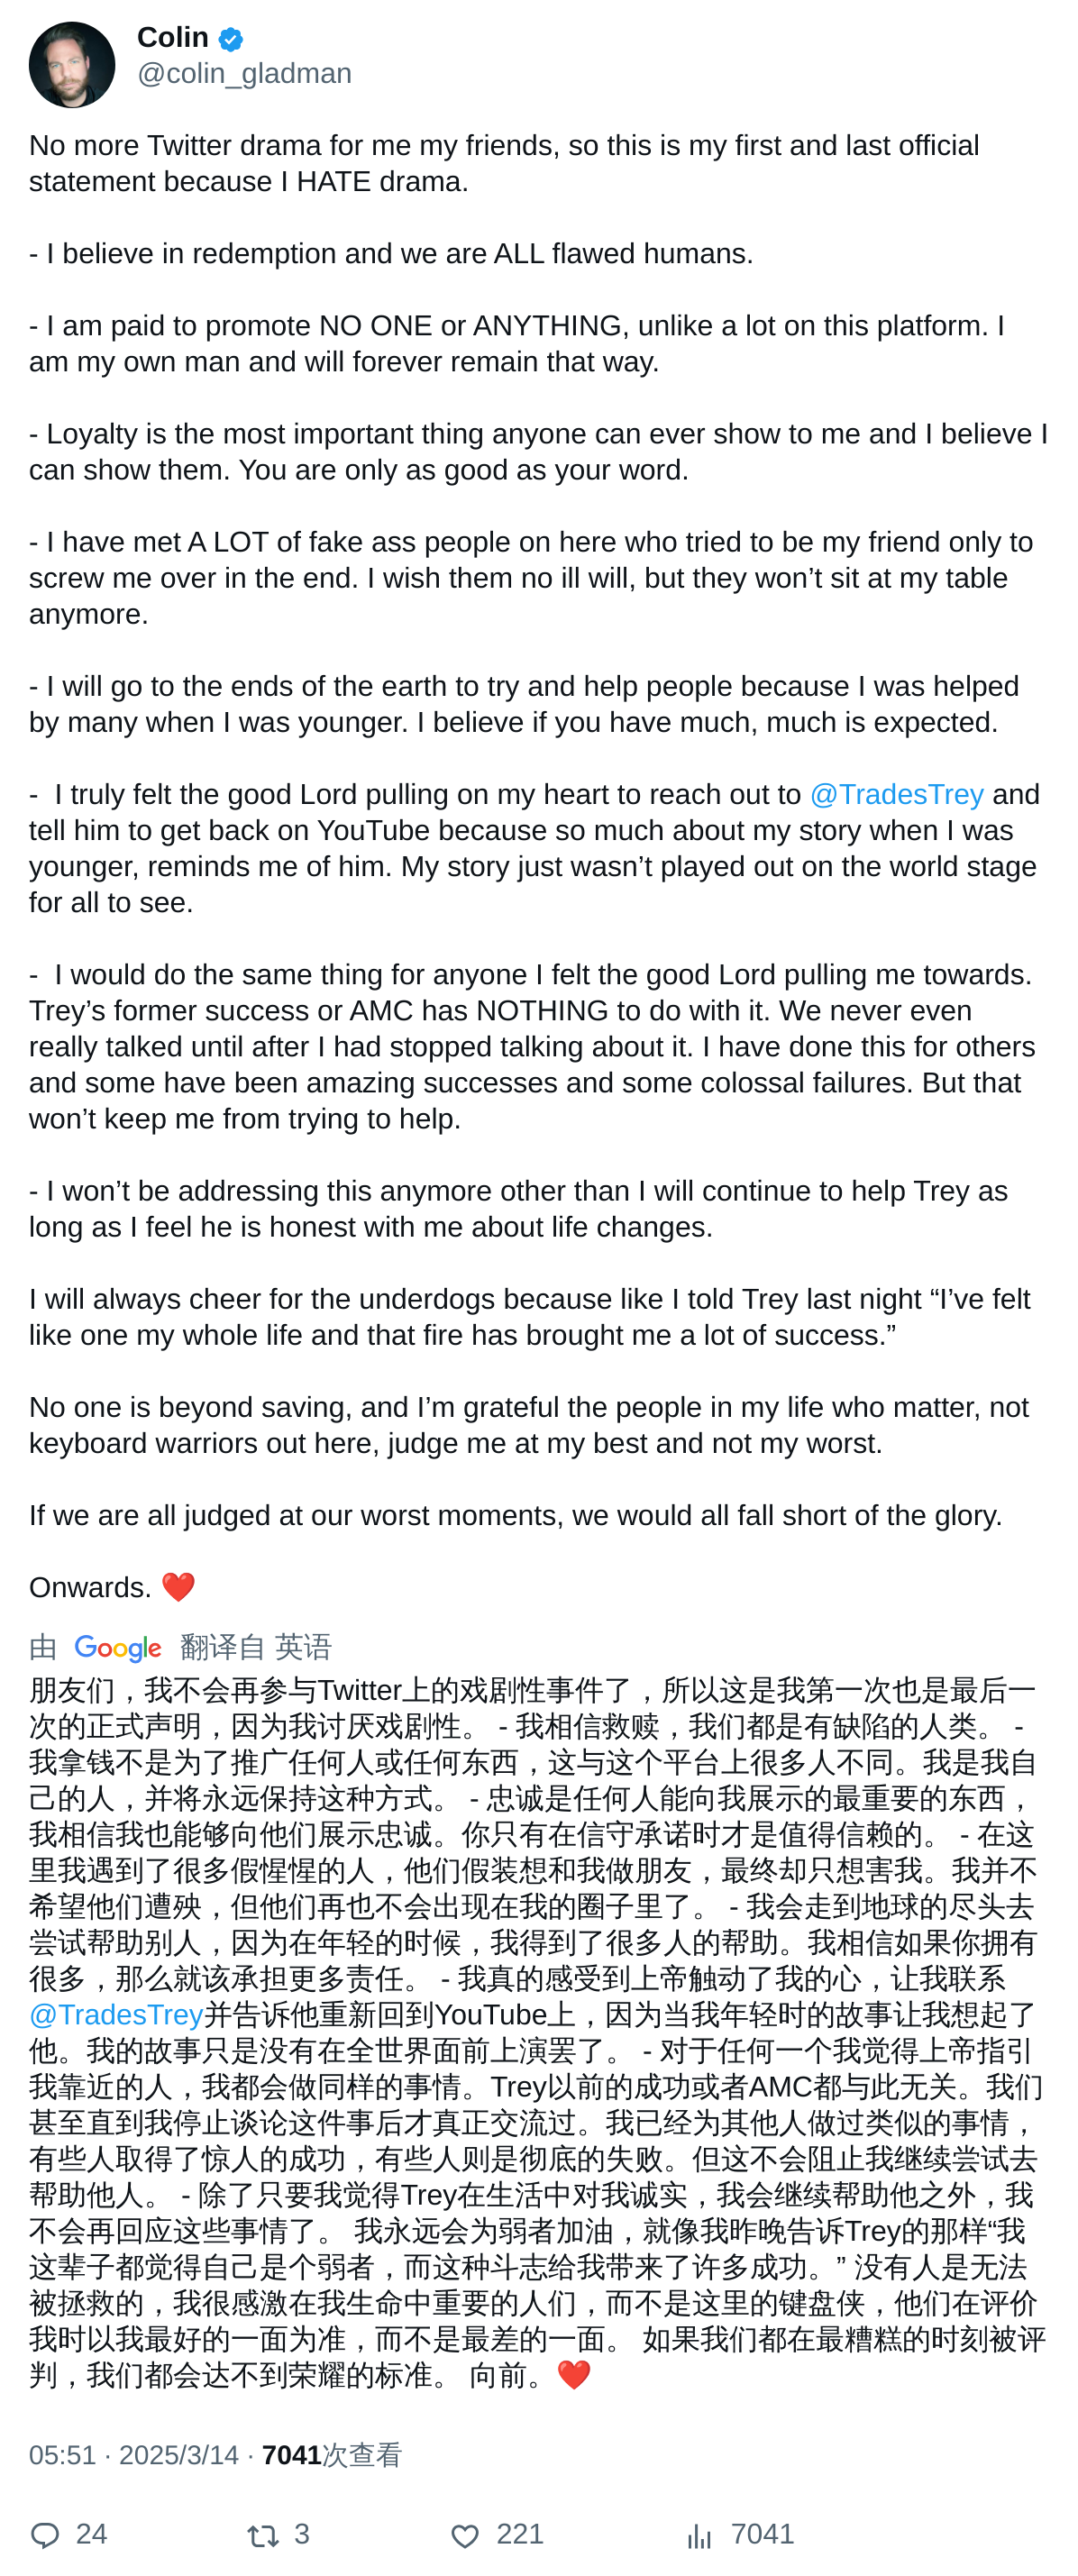 Colin
@colin_gladman
No more Twitter drama for me my friends, so this is my first and last official
statement because I HATE drama.
- I believe in redemption and we are ALL flawed humans.
- I am paid to promote NO ONE or ANYTHING, unlike a lot on this platform. I
am my own man and will forever remain that way.
- Loyalty is the most important thing anyone can ever show to me and I believe I
can show them. You are only as good as your word.
- I have met A LOT of fake ass people on here who tried to be my friend only to
screw me over in the end. I wish them no ill will, but they won’t sit at my table
anymore.
- I will go to the ends of the earth to try and help people because I was helped
by many when I was younger. I believe if you have much, much is expected.
-  I truly felt the good Lord pulling on my heart to reach out to @TradesTrey and
tell him to get back on YouTube because so much about my story when I was
younger, reminds me of him. My story just wasn’t played out on the world stage
for all to see.
-  I would do the same thing for anyone I felt the good Lord pulling me towards.
Trey’s former success or AMC has NOTHING to do with it. We never even
really talked until after I had stopped talking about it. I have done this for others
and some have been amazing successes and some colossal failures. But that
won’t keep me from trying to help.
- I won’t be addressing this anymore other than I will continue to help Trey as
long as I feel he is honest with me about life changes.
I will always cheer for the underdogs because like I told Trey last night “I’ve felt
like one my whole life and that fire has brought me a lot of success.”
No one is beyond saving, and I’m grateful the people in my life who matter, not
keyboard warriors out here, judge me at my best and not my worst.
If we are all judged at our worst moments, we would all fall short of the glory.
Onwards. ❤️
由 Google 翻译自 英语
朋友们，我不会再参与Twitter上的戏剧性事件了，所以这是我第一次也是最后一
次的正式声明，因为我讨厌戏剧性。 - 我相信救赎，我们都是有缺陷的人类。 -
我拿钱不是为了推广任何人或任何东西，这与这个平台上很多人不同。我是我自
己的人，并将永远保持这种方式。 - 忠诚是任何人能向我展示的最重要的东西，
我相信我也能够向他们展示忠诚。你只有在信守承诺时才是值得信赖的。 - 在这
里我遇到了很多假惺惺的人，他们假装想和我做朋友，最终却只想害我。我并不
希望他们遭殃，但他们再也不会出现在我的圈子里了。 - 我会走到地球的尽头去
尝试帮助别人，因为在年轻的时候，我得到了很多人的帮助。我相信如果你拥有
很多，那么就该承担更多责任。 - 我真的感受到上帝触动了我的心，让我联系
@TradesTrey并告诉他重新回到YouTube上，因为当我年轻时的故事让我想起了
他。我的故事只是没有在全世界面前上演罢了。 - 对于任何一个我觉得上帝指引
我靠近的人，我都会做同样的事情。Trey以前的成功或者AMC都与此无关。我们
甚至直到我停止谈论这件事后才真正交流过。我已经为其他人做过类似的事情，
有些人取得了惊人的成功，有些人则是彻底的失败。但这不会阻止我继续尝试去
帮助他人。 - 除了只要我觉得Trey在生活中对我诚实，我会继续帮助他之外，我
不会再回应这些事情了。 我永远会为弱者加油，就像我昨晚告诉Trey的那样“我
这辈子都觉得自己是个弱者，而这种斗志给我带来了许多成功。” 没有人是无法
被拯救的，我很感激在我生命中重要的人们，而不是这里的键盘侠，他们在评价
我时以我最好的一面为准，而不是最差的一面。 如果我们都在最糟糕的时刻被评
判，我们都会达不到荣耀的标准。 向前。❤️
05:51 · 2025/3/14 · 7041次查看
24 3 221 7041